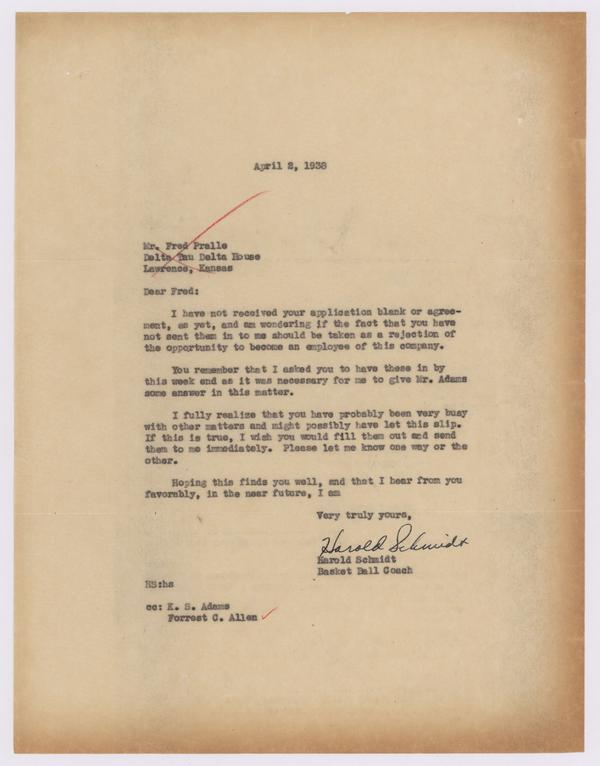 April 2, 1938
Mr. Fred Pralle
Delta Tau Delta House
Lawrence, Kansas
Dear Fred:
I have not received your application blank or agree-
ment, as yet, and am wondering if the fact that you have
not sent them in to me should be taken as a rejection of
the opportunity to become an employee of this company.
You remember that I asked you to have these in by
this week end as it was necessary for me to give Mr. Adams
some answer in this matter.
I fully realize that you have probably been very busy
with other matters and might possibly have let this slip.
If this is true, I wish you would fill them out and send
them to me immediately. Please let me know one way or the
other.
Hoping this finds you well, and that I hear from you
favorably, in the near future, I am
Very truly yours,
Harold Schmidt
Harold Schmidt
Basket Ball Coach
HS:hs
cc: K. S. Adams
Forrest C. Allen